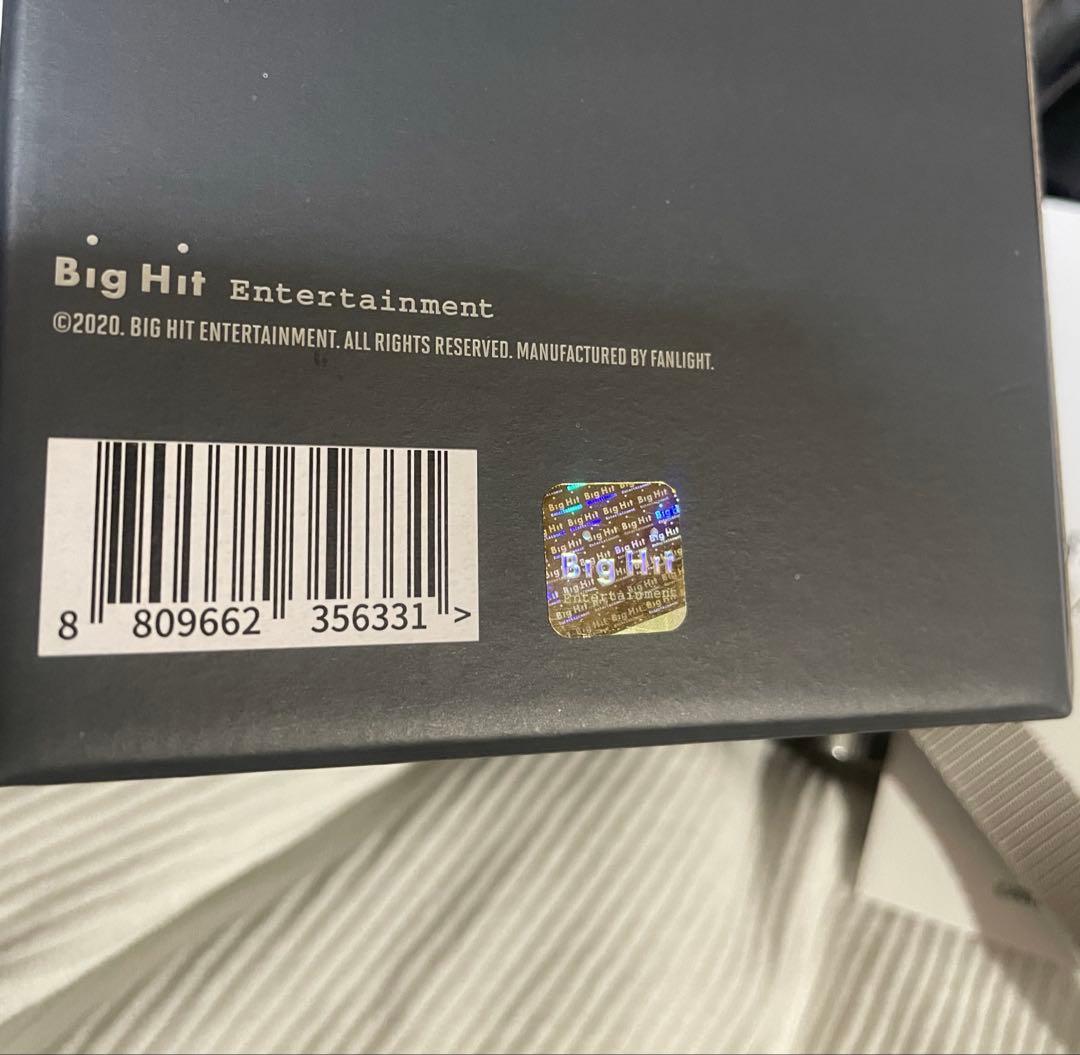 Big Hit Entertainment
©2020. BIG HIT ENTERTAINMENT. ALL RIGHTS RESERVED. MANUFACTURED BY FANLIGHT.
8 809662 356331 >
Big Hit
Entertainment